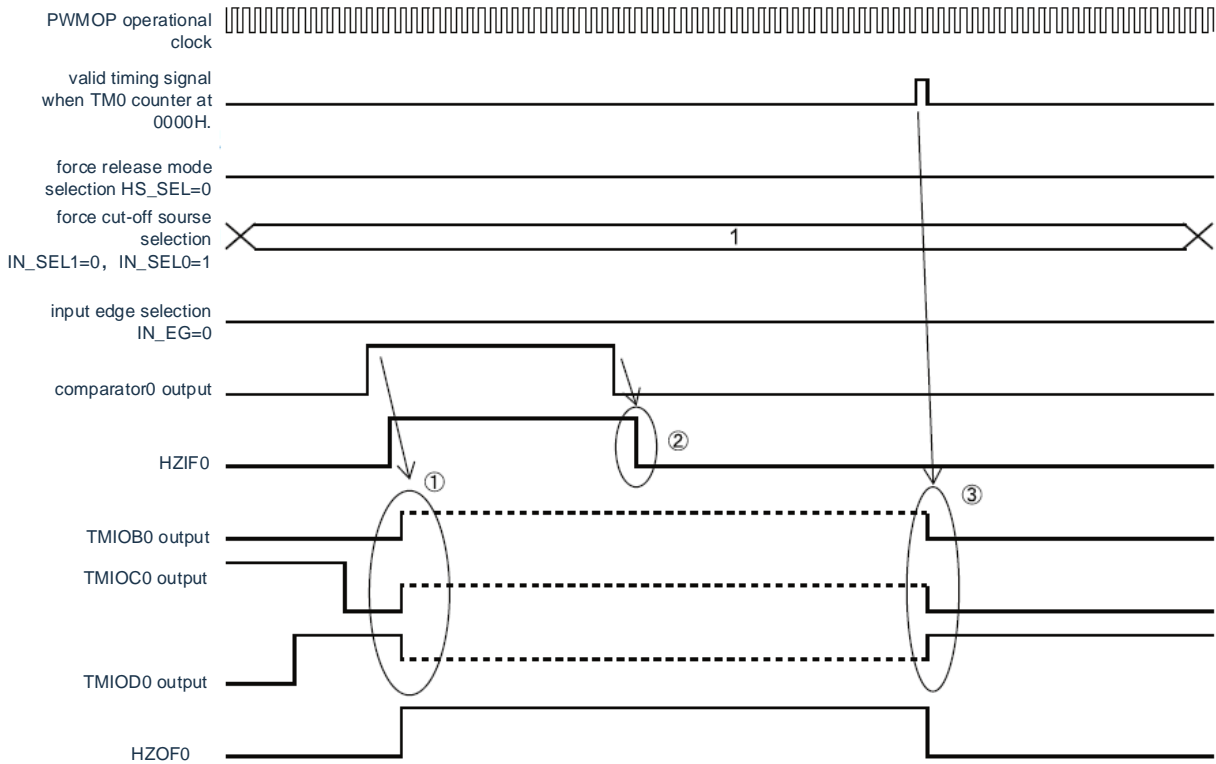 PWMOP operational
clock
valid timing signal
when TM0 counter at
0000H.
force release mode
selection HS_SEL=0
force cut-off sourse
selection
IN_SEL1=0, IN_SEL0=1
1
input edge selection
IN_EG=0
comparator0 output
HZIF0
②
①
③
TMIOB0 output
TMIOC0 output
TMIOD0 output
HZOF0